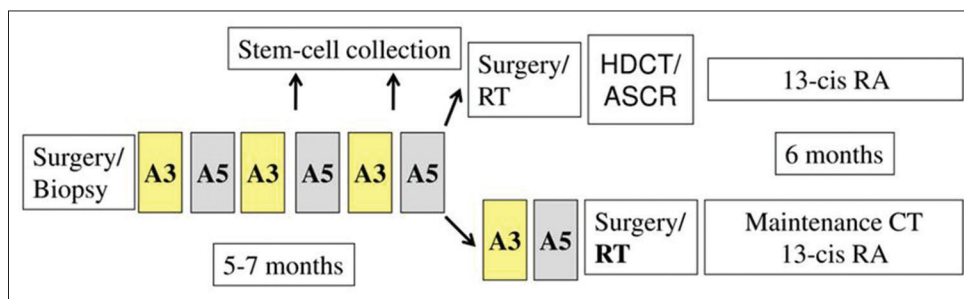 Stem-cell collection
Surgery/
RT
HDCT/
ASCR
13-cis RA
Surgery/
Biopsy
A3
A5
A3
A5
A3
A5
6 months
5-7 months
A3
A5
Surgery/
RT
Maintenance CT
13-cis RA